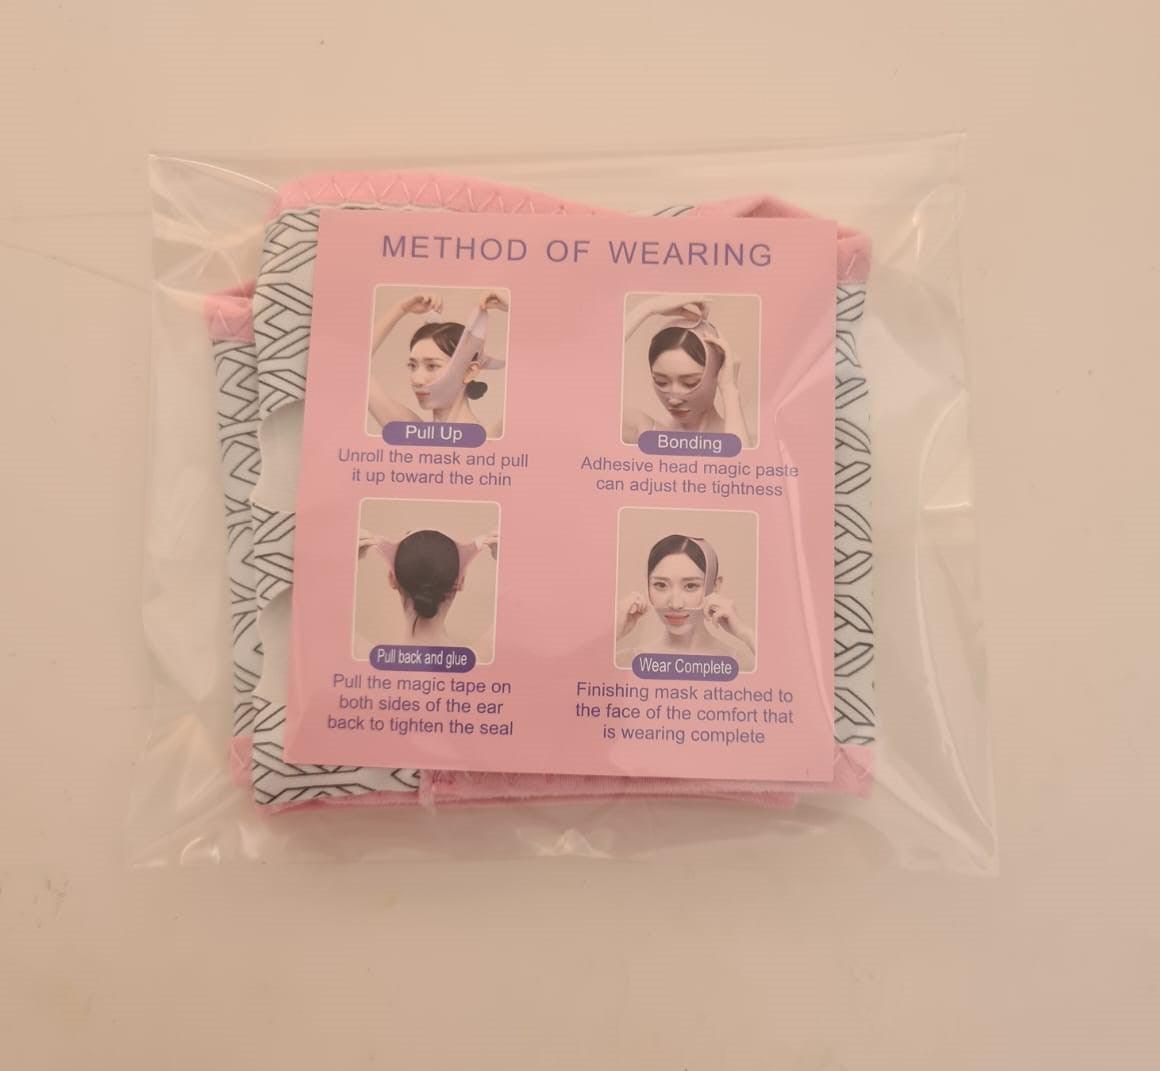 METHOD OF WEARING
Pull Up
Unroll the mask and pull
it up toward the chin
Bonding
Adhesive head magic paste
can adjust the tightness
Pull back and glue
Pull the magic tape on
both sides of the ear
back to tighten the seal
Wear Complete
Finishing mask attached to
the face of the comfort that
is wearing complete